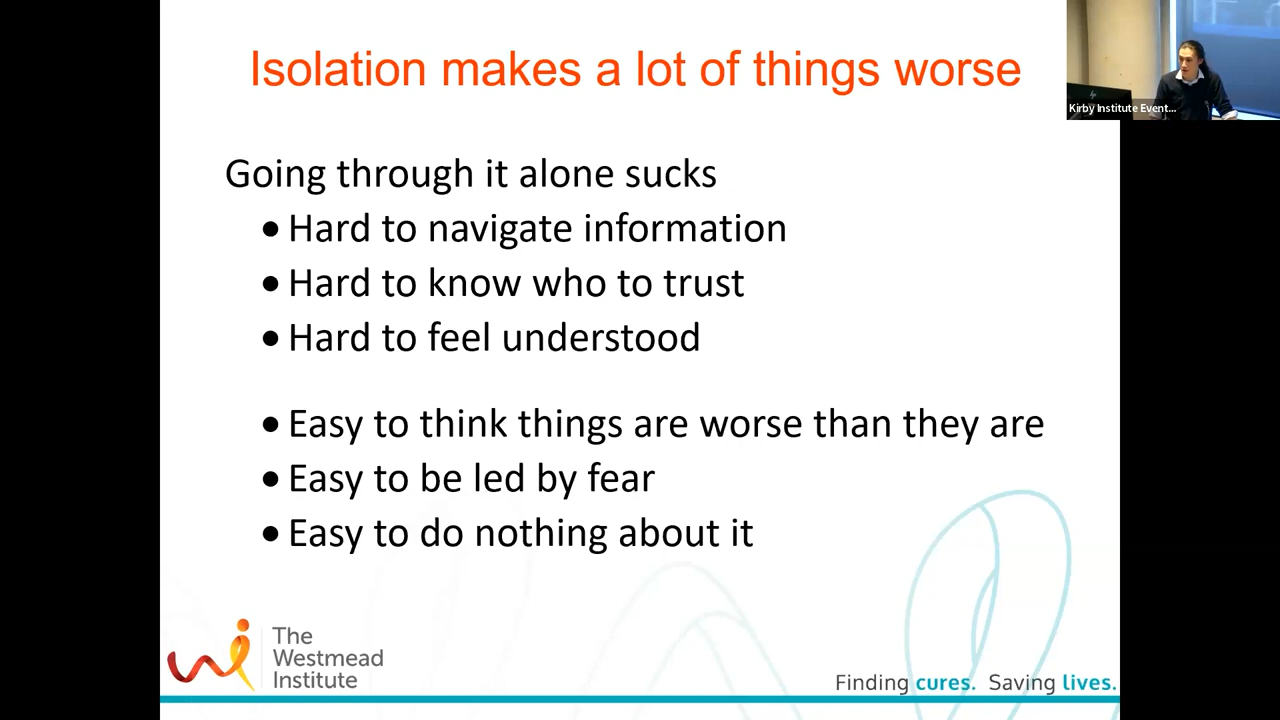 Isolation makes a lot of things worse
Kirby Institute Event...
Going through it alone sucks
• Hard to navigate information
• Hard to know who to trust
• Hard to feel understood
• Easy to think things are worse than they are
• Easy to be led by fear
• Easy to do nothing about it
The
Westmead
Institute
Finding cures. Saving lives.